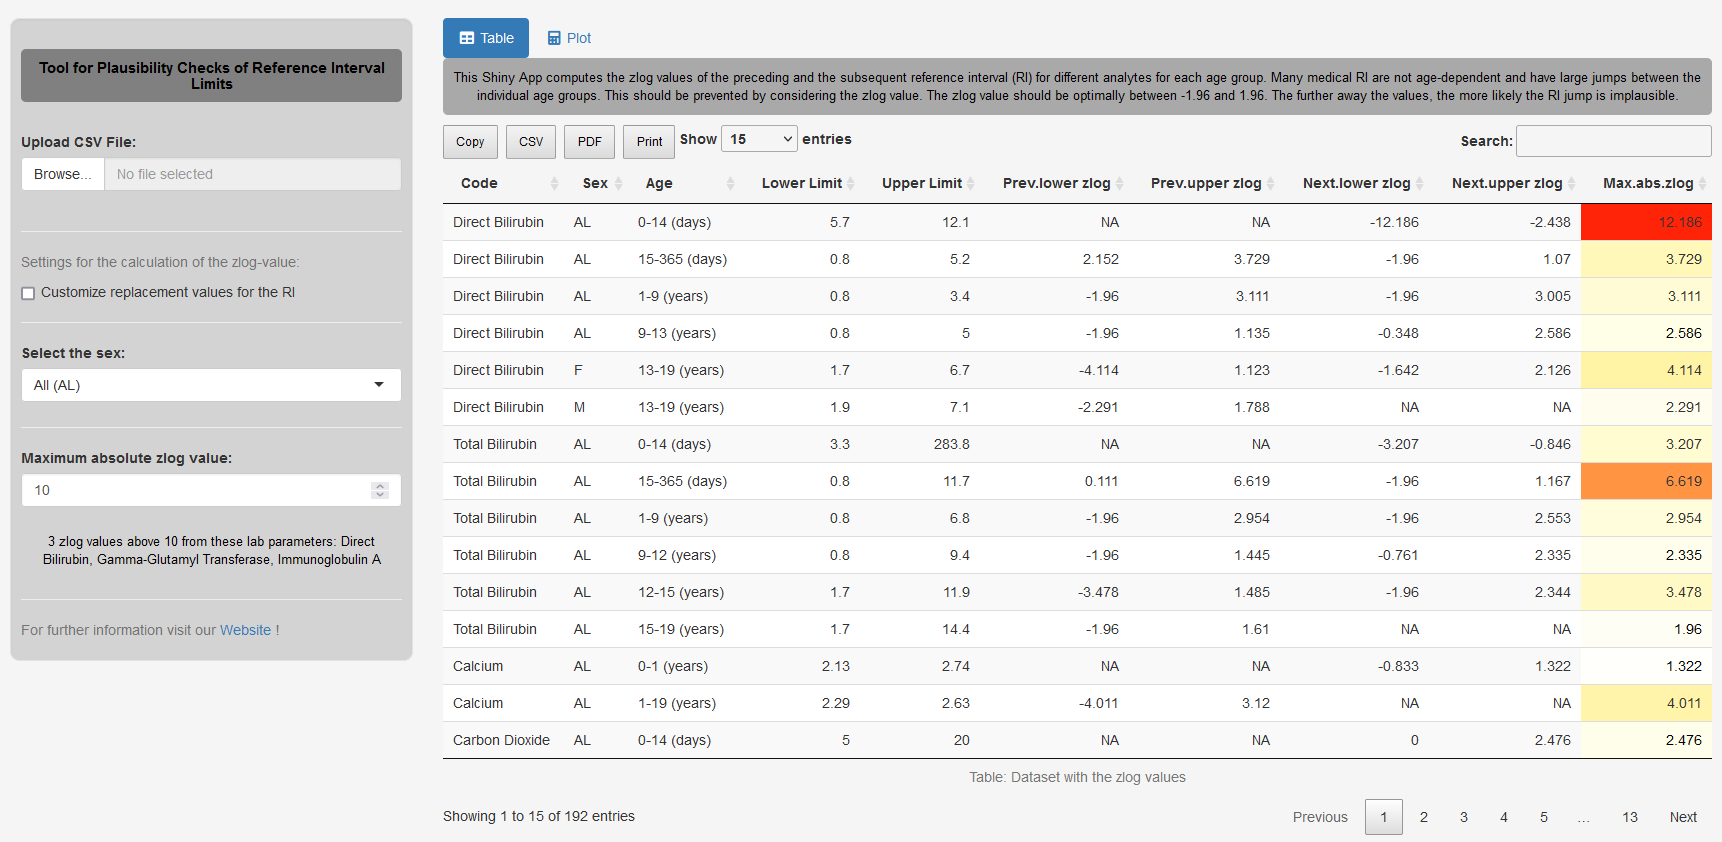 Tool for Plausibility Checks of Reference Interval
Limits
Upload CSV File:
Browse... No file selected
Settings for the calculation of the zlog-value:
Customize replacement values for the RI
Select the sex:
All (AL)
Maximum absolute zlog value:
10
3 zlog values above 10 from these lab parameters: Direct
Bilirubin, Gamma-Glutamyl Transferase, Immunoglobulin A
For further information visit our Website !
Table Plot
This Shiny App computes the zlog values of the preceding and the subsequent reference interval (RI) for different analytes for each age group. Many medical RI are not age-dependent and have large jumps between the
individual age groups. This should be prevented by considering the zlog value. The zlog value should be optimally between -1.96 and 1.96. The further away the values, the more likely the RI jump is implausible.
Copy CSV PDF Print Show 15 entries Search:
Code Sex Age Lower Limit Upper Limit Prev.lower zlog Prev.upper zlog Next.lower zlog Next.upper zlog Max.abs.zlog
Direct Bilirubin AL 0-14 (days) 5.7 12.1 NA NA -12.186 -2.438 12.186
Direct Bilirubin AL 15-365 (days) 0.8 5.2 2.152 3.729 -1.96 1.07 3.729
Direct Bilirubin AL 1-9 (years) 0.8 3.4 -1.96 3.111 -1.96 3.005 3.111
Direct Bilirubin AL 9-13 (years) 0.8 5 -1.96 1.135 -0.348 2.586 2.586
Direct Bilirubin F 13-19 (years) 1.7 6.7 -4.114 1.123 -1.642 2.126 4.114
Direct Bilirubin M 13-19 (years) 1.9 7.1 -2.291 1.788 NA NA 2.291
Total Bilirubin AL 0-14 (days) 3.3 283.8 NA NA -3.207 -0.846 3.207
Total Bilirubin AL 15-365 (days) 0.8 11.7 0.111 6.619 -1.96 1.167 6.619
Total Bilirubin AL 1-9 (years) 0.8 6.8 -1.96 2.954 -1.96 2.553 2.954
Total Bilirubin AL 9-12 (years) 0.8 9.4 -1.96 1.445 -0.761 2.335 2.335
Total Bilirubin AL 12-15 (years) 1.7 11.9 -3.478 1.485 -1.96 2.344 3.478
Total Bilirubin AL 15-19 (years) 1.7 14.4 -1.96 1.61 NA NA 1.96
Calcium AL 0-1 (years) 2.13 2.74 NA NA -0.833 1.322 1.322
Calcium AL 1-19 (years) 2.29 2.63 -4.011 3.12 NA NA 4.011
Carbon Dioxide AL 0-14 (days) 5 20 NA NA 0 2.476 2.476
Table: Dataset with the zlog values
Showing 1 to 15 of 192 entries Previous 1 2 3 4 5 … 13 Next